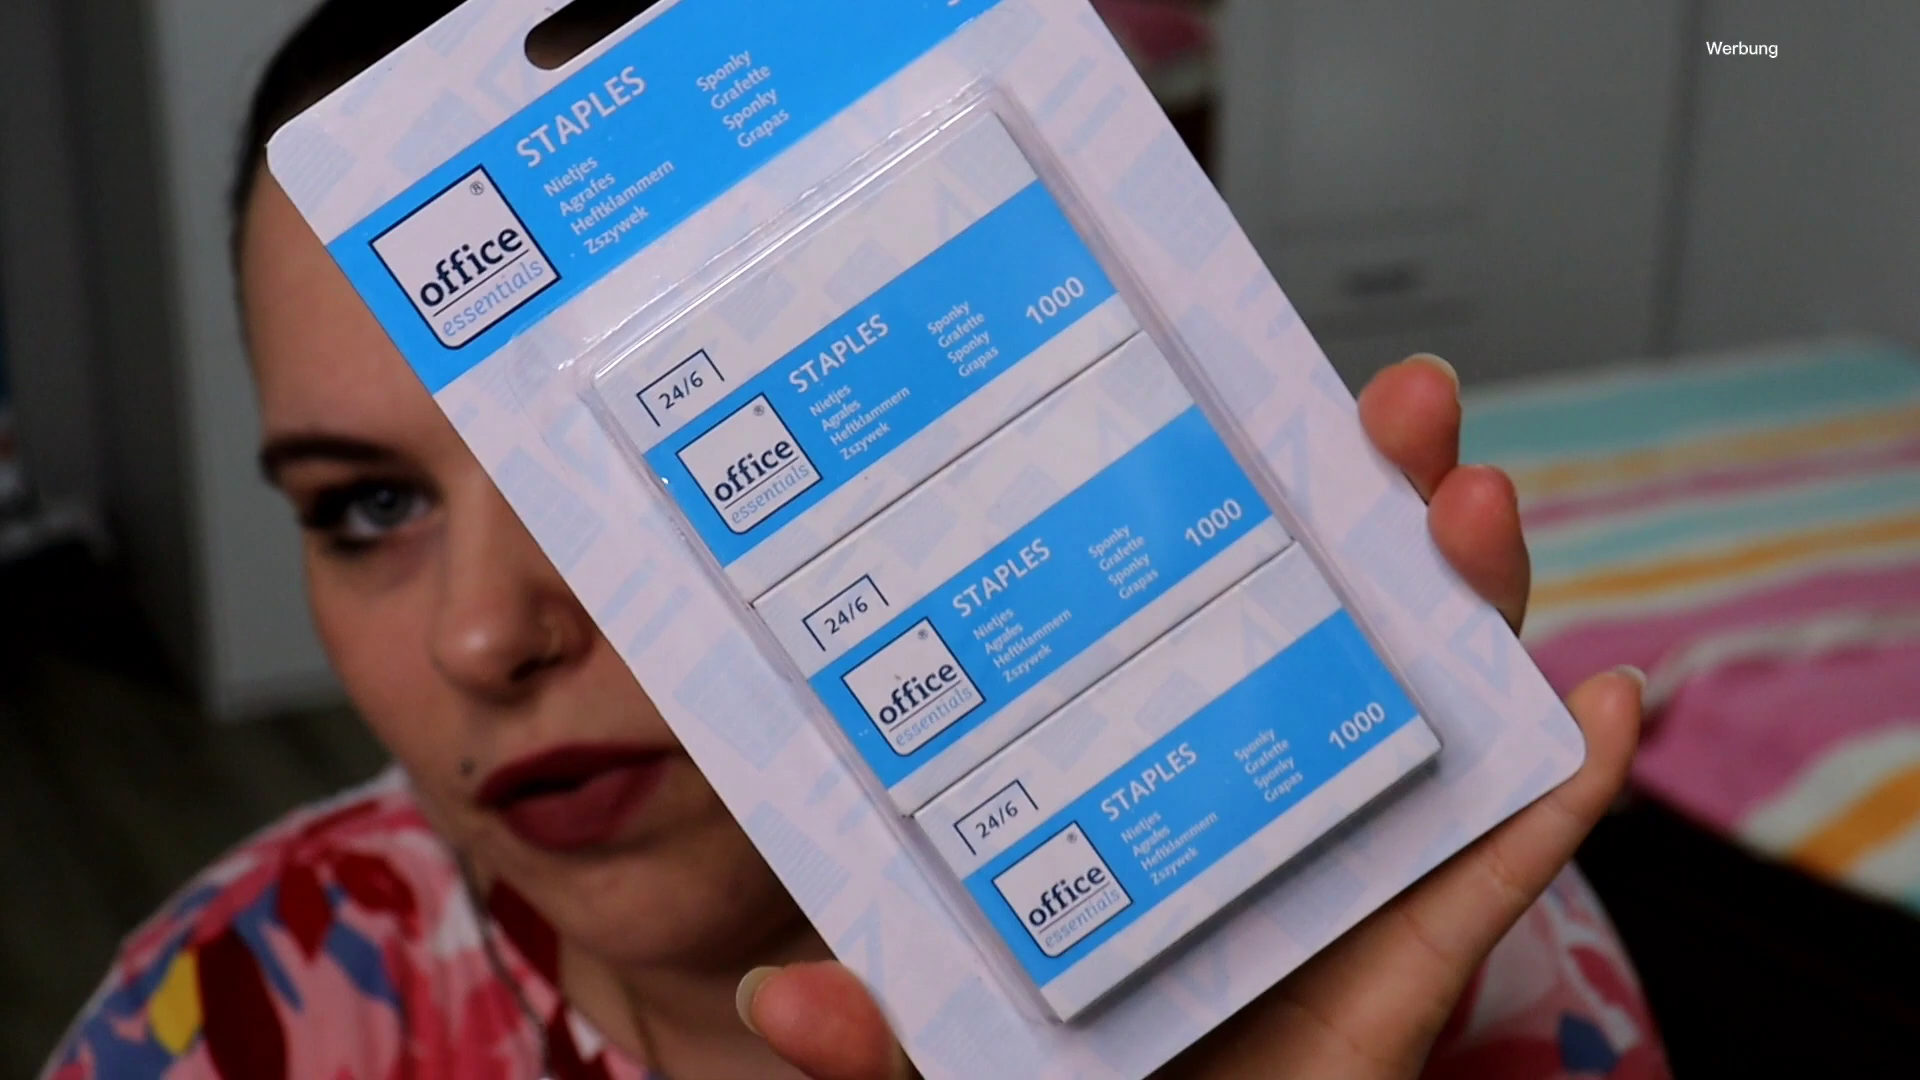 Werbung
STAPLES
Nietjes
Agrafes
Heftklammern
Zszywek
Sponky
Grafette
Sponky
Grapas
®
office
essentials
24/6
STAPLES
Nietjes
Agrafes
Heftklammern
Zszywek
Sponky
Grafette
Sponky
Grapas
1000
®
office
essentials
24/6
STAPLES
Nietjes
Agrafes
Heftklammern
Zszywek
Sponky
Grafette
Sponky
Grapas
1000
®
office
essentials
24/6
STAPLES
Nietjes
Agrafes
Heftklammern
Zszywek
Sponky
Grafette
Sponky
Grapas
1000
®
office
essentials